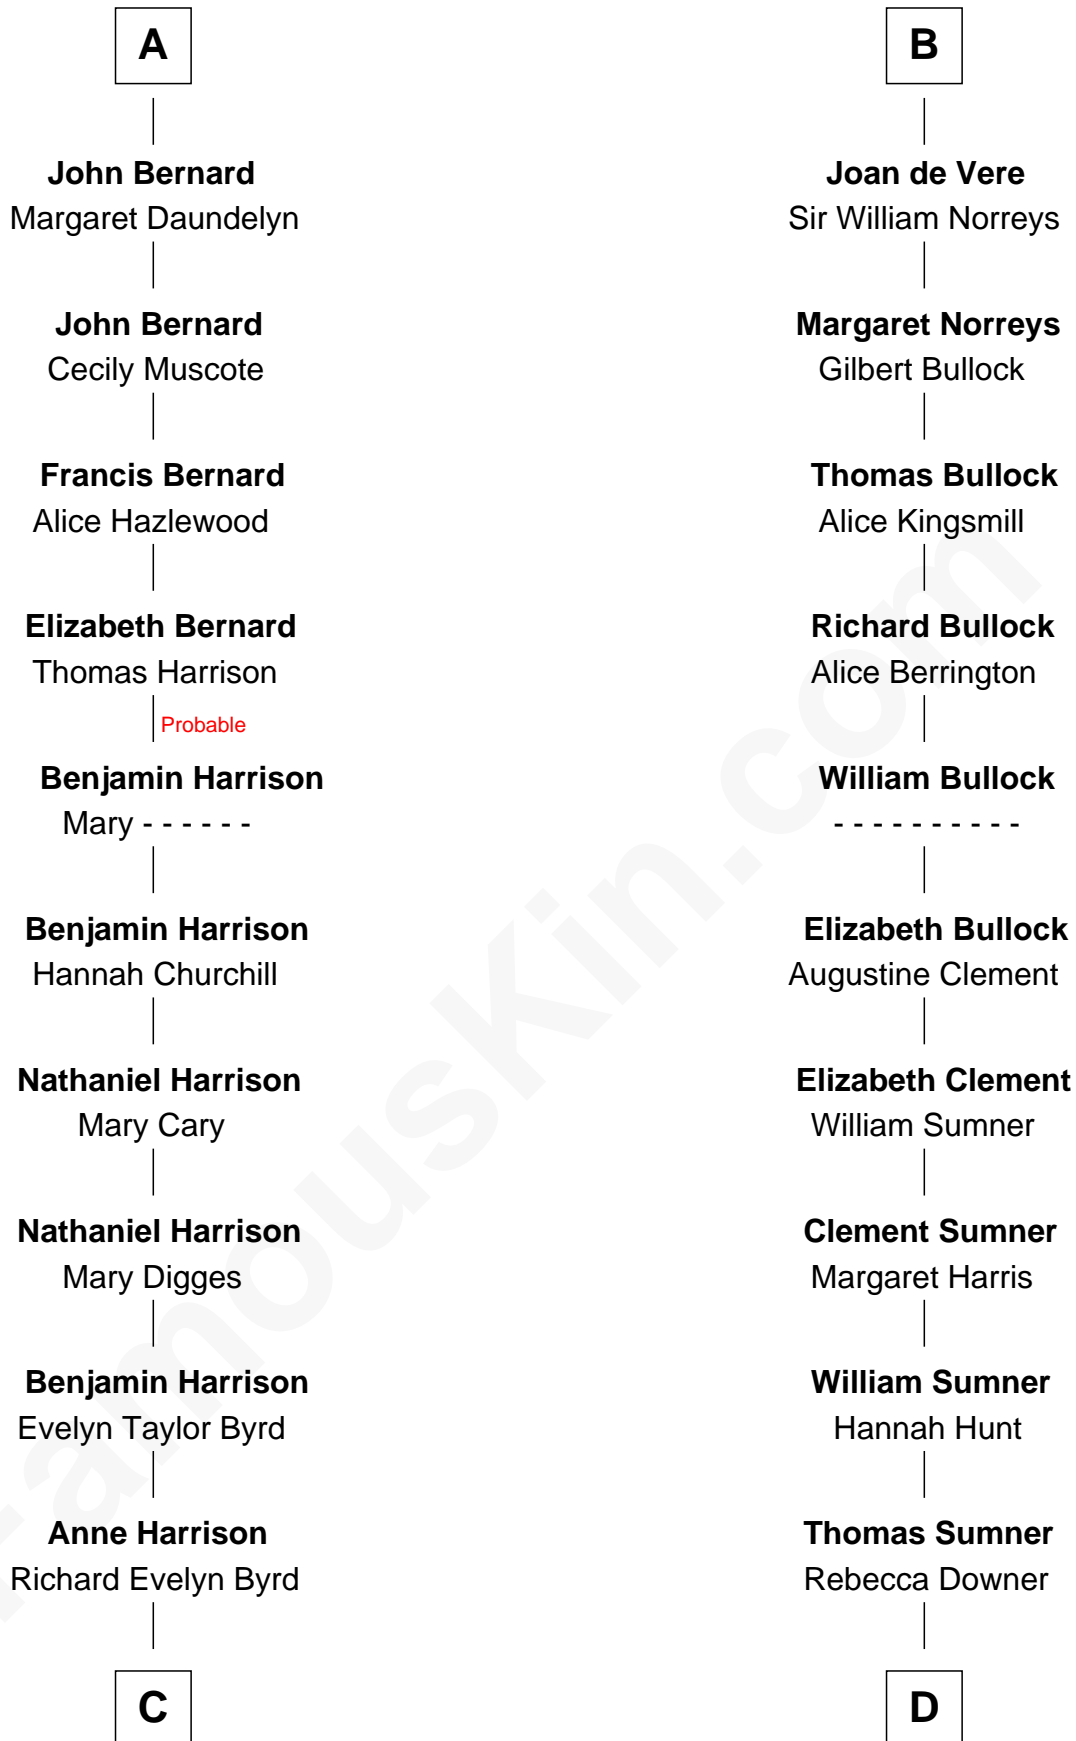 A
John Bernard
Margaret Daundelyn
John Bernard
Cecily Muscote
Francis Bernard
Alice Hazlewood
Elizabeth Bernard
Thomas Harrison
Probable
Benjamin Harrison
Mary - - - - - -
Benjamin Harrison
Hannah Churchill
Nathaniel Harrison
Mary Cary
Nathaniel Harrison
Mary Digges
Benjamin Harrison
Evelyn Taylor Byrd
Anne Harrison
Richard Evelyn Byrd
C
B
Joan de Vere
Sir William Norreys
Margaret Norreys
Gilbert Bullock
Thomas Bullock
Alice Kingsmill
Richard Bullock
Alice Berrington
William Bullock
- - - - - - - - - -
Elizabeth Bullock
Augustine Clement
Elizabeth Clement
William Sumner
Clement Sumner
Margaret Harris
William Sumner
Hannah Hunt
Thomas Sumner
Rebecca Downer
D
FamousKin.com